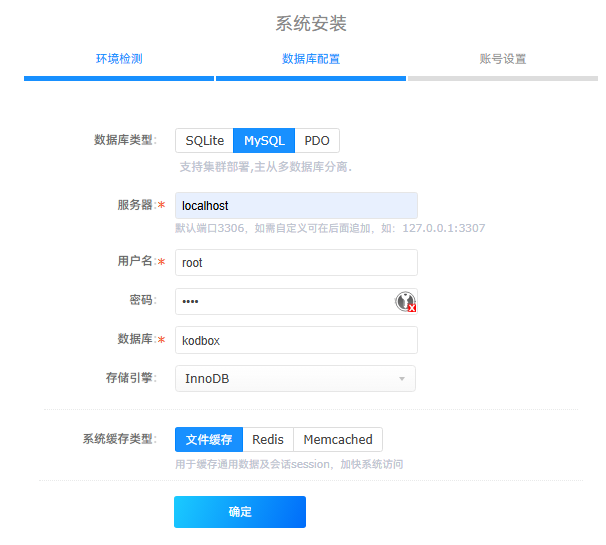 系统安装
环境检测 数据库配置 账号设置
数据库类型: SQLite MySQL PDO
支持集群部署,主从多数据库分离.
服务器:* localhost
默认端口3306，如需自定义可在后面追加，如：127.0.0.1:3307
用户名:* root
密码: ••••
数据库:* kodbox
存储引擎: InnoDB
系统缓存类型: 文件缓存 Redis Memcached
用于缓存通用数据及会话session，加快系统访问
确定